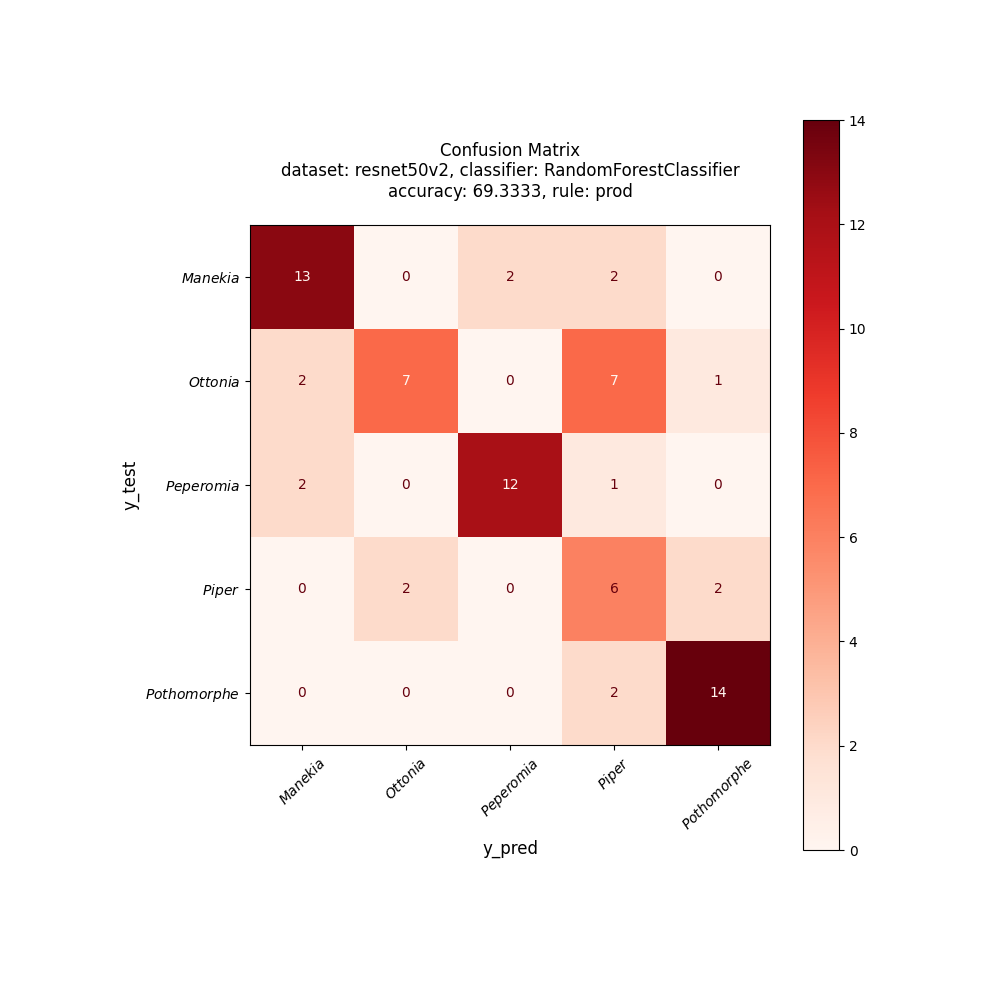 Confusion Matrix
dataset: resnet50v2, classifier: RandomForestClassifier
accuracy: 69.3333, rule: prod
14
12
10
8
6
4
2
0
y_test
Manekia 13 0 2 2 0
Ottonia 2 7 0 7 1
Peperomia 2 0 12 1 0
Piper 0 2 0 6 2
Pothomorphe 0 0 0 2 14
Manekia Ottonia Peperomia Piper Pothomorphe
y_pred